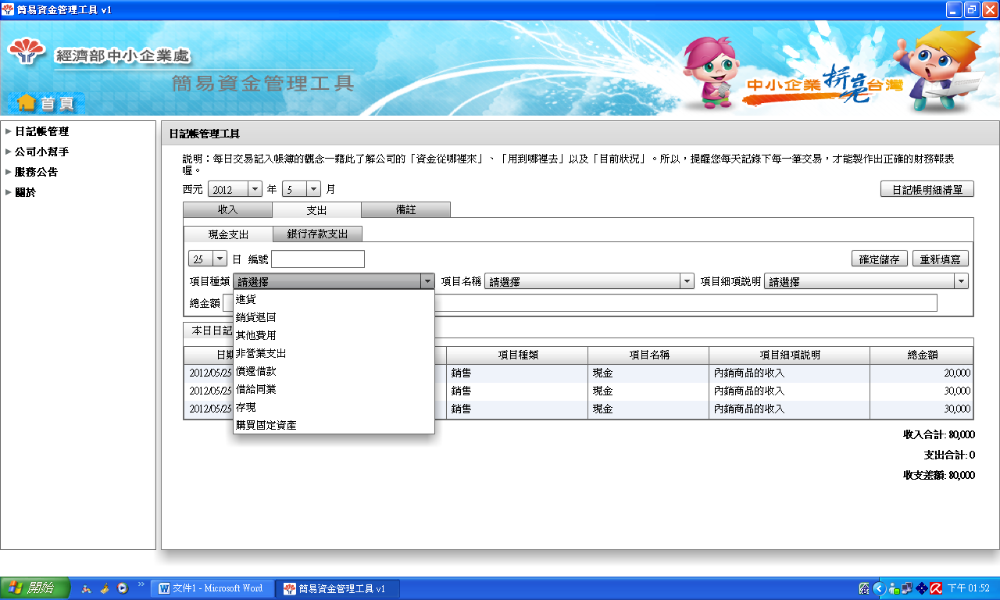 簡易資金管理工具 v1
經濟部中小企業處
簡易資金管理工具
首頁
中小企業 拚亮 台灣
日記帳管理
公司小幫手
服務公告
關於
日記帳管理工具
說明：每日交易記入帳簿的觀念－藉此了解公司的「資金從哪裡來」、「用到哪裡去」以及「目前狀況」。所以，提醒您每天記錄下每一筆交易，才能製作出正確的財務報表
喔。
西元 2012 年 5 月 日記帳明細清單
收入 支出 備註
現金支出 銀行存款支出
25 日 編號 確定儲存 重新填寫
項目種類 請選擇 項目名稱 請選擇 項目細項說明 請選擇
總金額
進貨
銷貨退回
其他費用
非營業支出
償還借款
借給同業
存現
購買固定資產
本日日記
日期 項目種類 項目名稱 項目細項說明 總金額
2012/05/25 銷售 現金 內銷商品的收入 20,000
2012/05/25 銷售 現金 內銷商品的收入 30,000
2012/05/25 銷售 現金 內銷商品的收入 30,000
收入合計: 80,000
支出合計: 0
收支差額: 80,000
開始 文件1 - Microsoft Word 簡易資金管理工具 v1 下午 01:52